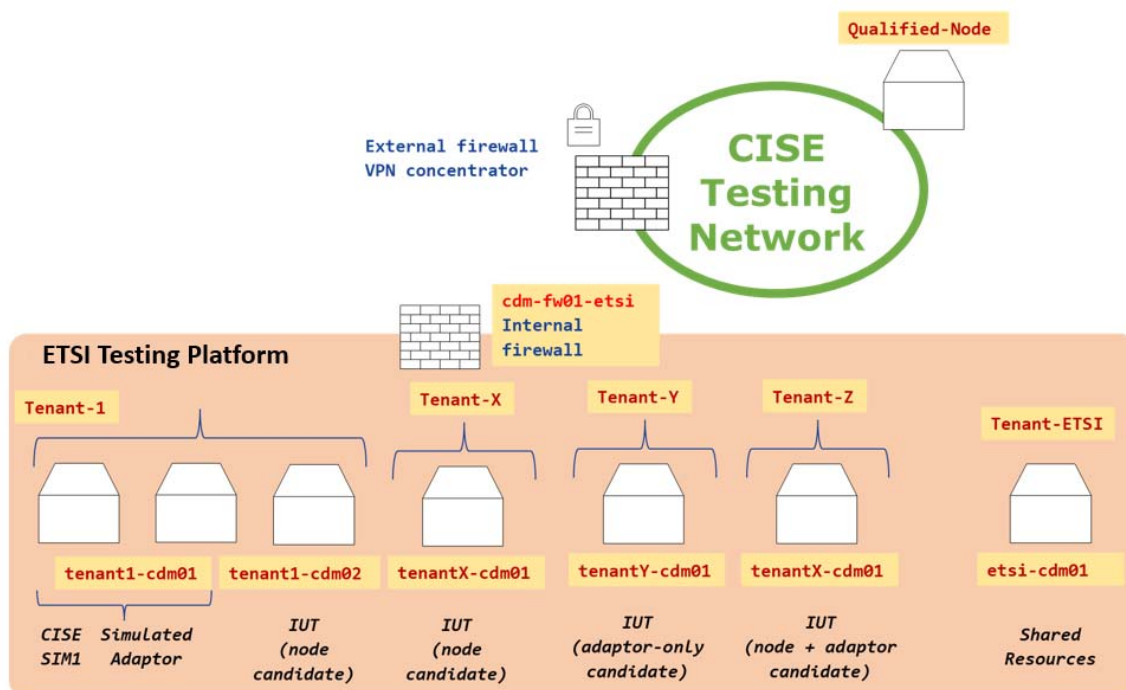 Qualified-Node
External firewall
VPN concentrator
CISE
Testing
Network
cdm-fw01-etsi
Internal
firewall
ETSI Testing Platform
Tenant-1
Tenant-X
Tenant-Y
Tenant-Z
Tenant-ETSI
tenant1-cdm01
tenant1-cdm02
tenantX-cdm01
tenantY-cdm01
tenantX-cdm01
etsi-cdm01
CISE
SIM1
Simulated
Adaptor
IUT
(node
candidate)
IUT
(node
candidate)
IUT
(adaptor-only
candidate)
IUT
(node + adaptor
candidate)
Shared
Resources